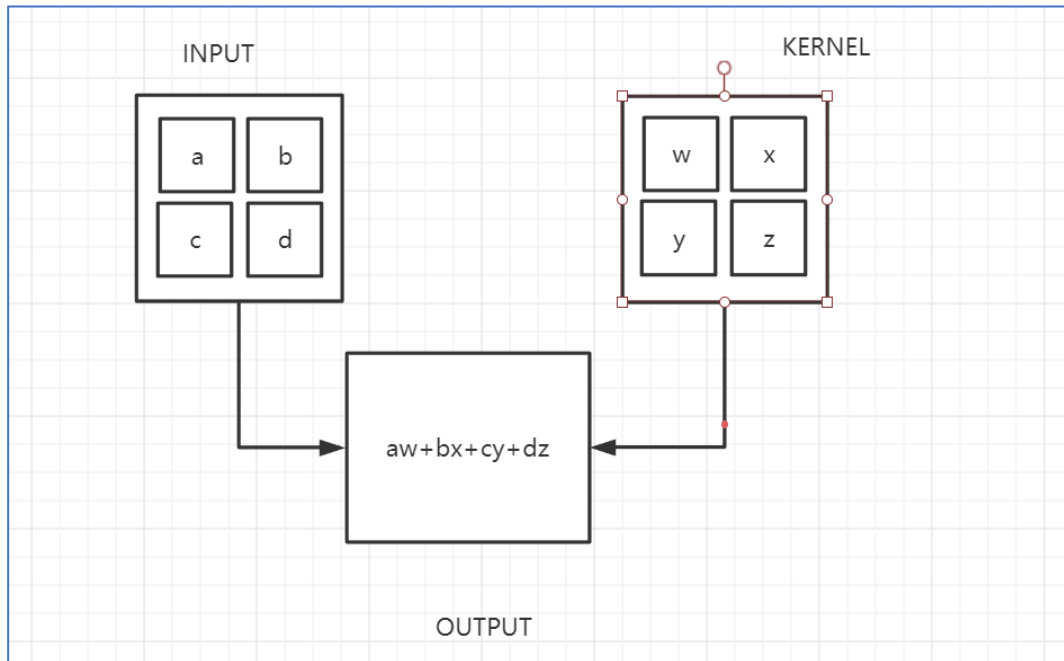 INPUT
KERNEL
a b
w x
c d
y z
aw+bx+cy+dz
OUTPUT